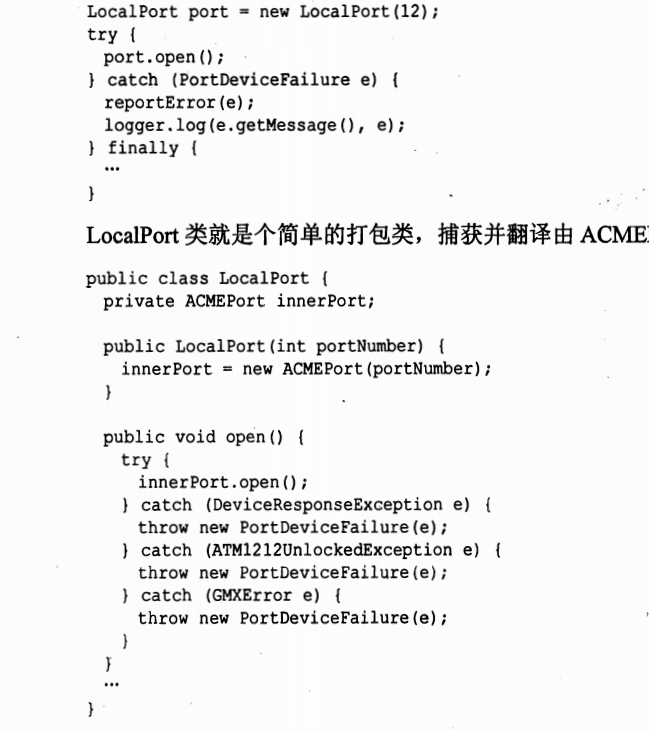 LocalPort port = new LocalPort(12);
try {
  port.open();
} catch (PortDeviceFailure e) {
  reportError(e);
  logger.log(e.getMessage(), e);
} finally {
  …
}
LocalPort 类就是个简单的打包类，捕获并翻译由 ACME
public class LocalPort {
  private ACMEPort innerPort;
  public LocalPort(int portNumber) {
    innerPort = new ACMEPort(portNumber);
  }
  public void open() {
    try {
      innerPort.open();
    } catch (DeviceResponseException e) {
      throw new PortDeviceFailure(e);
    } catch (ATM1212UnlockedException e) {
      throw new PortDeviceFailure(e);
    } catch (GMXError e) {
      throw new PortDeviceFailure(e);
    }
  }
  …
}